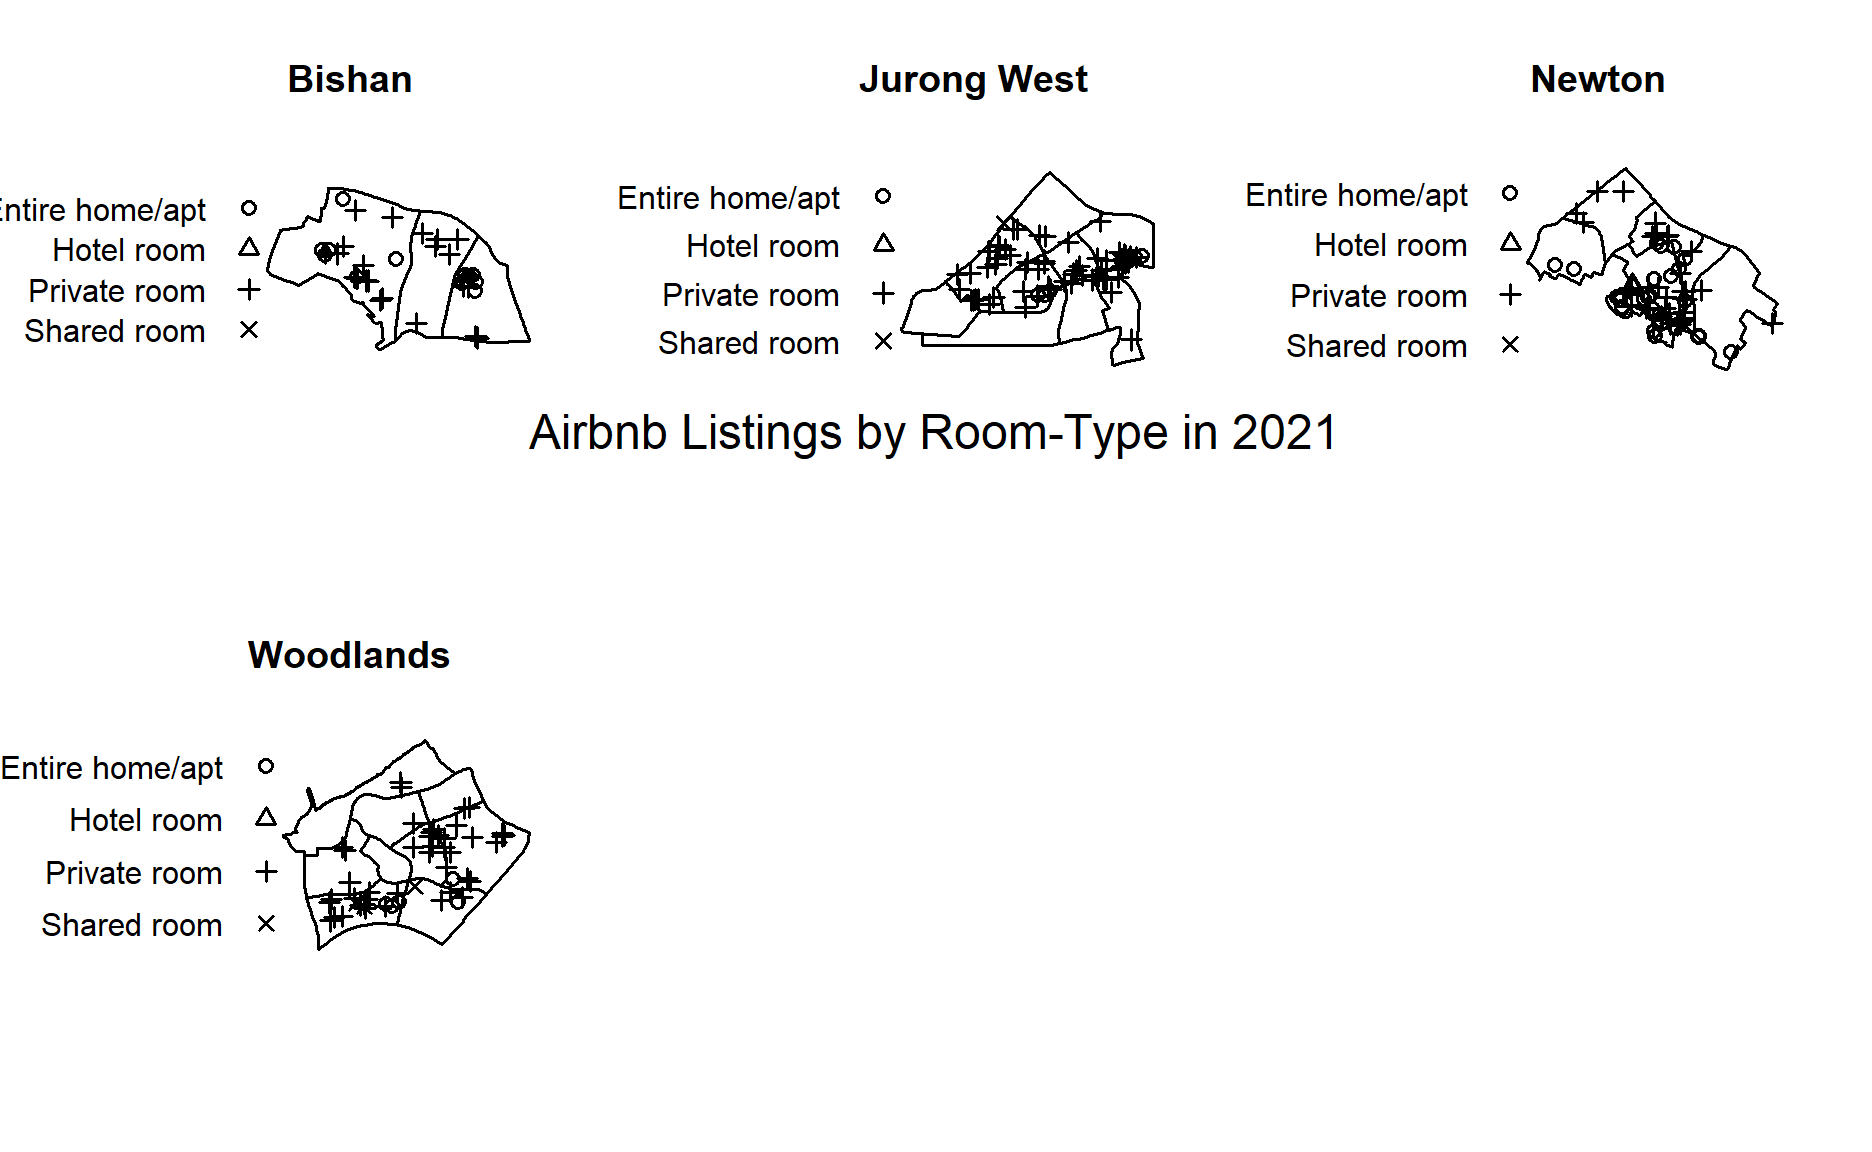 Bishan
Entire home/apt
Hotel room
Private room
Shared room
Jurong West
Entire home/apt
Hotel room
Private room
Shared room
Newton
Entire home/apt
Hotel room
Private room
Shared room
Airbnb Listings by Room-Type in 2021
Woodlands
Entire home/apt
Hotel room
Private room
Shared room